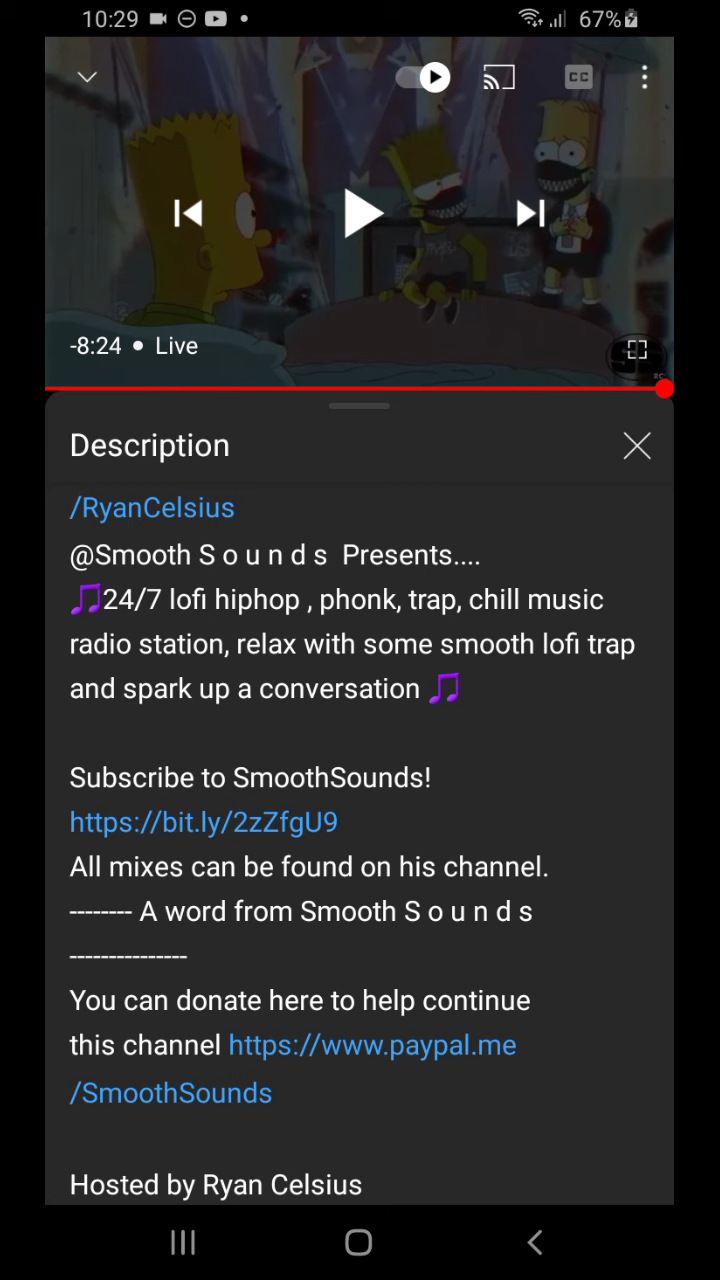 10:29
67%
CC
-8:24 • Live
Description
/RyanCelsius
@Smooth S o u n d s  Presents....
🎵24/7 lofi hiphop , phonk, trap, chill music
radio station, relax with some smooth lofi trap
and spark up a conversation 🎵
Subscribe to SmoothSounds!
https://bit.ly/2zZfgU9
All mixes can be found on his channel.
-------- A word from Smooth S o u n d s
---------------
You can donate here to help continue
this channel https://www.paypal.me
/SmoothSounds
Hosted by Ryan Celsius